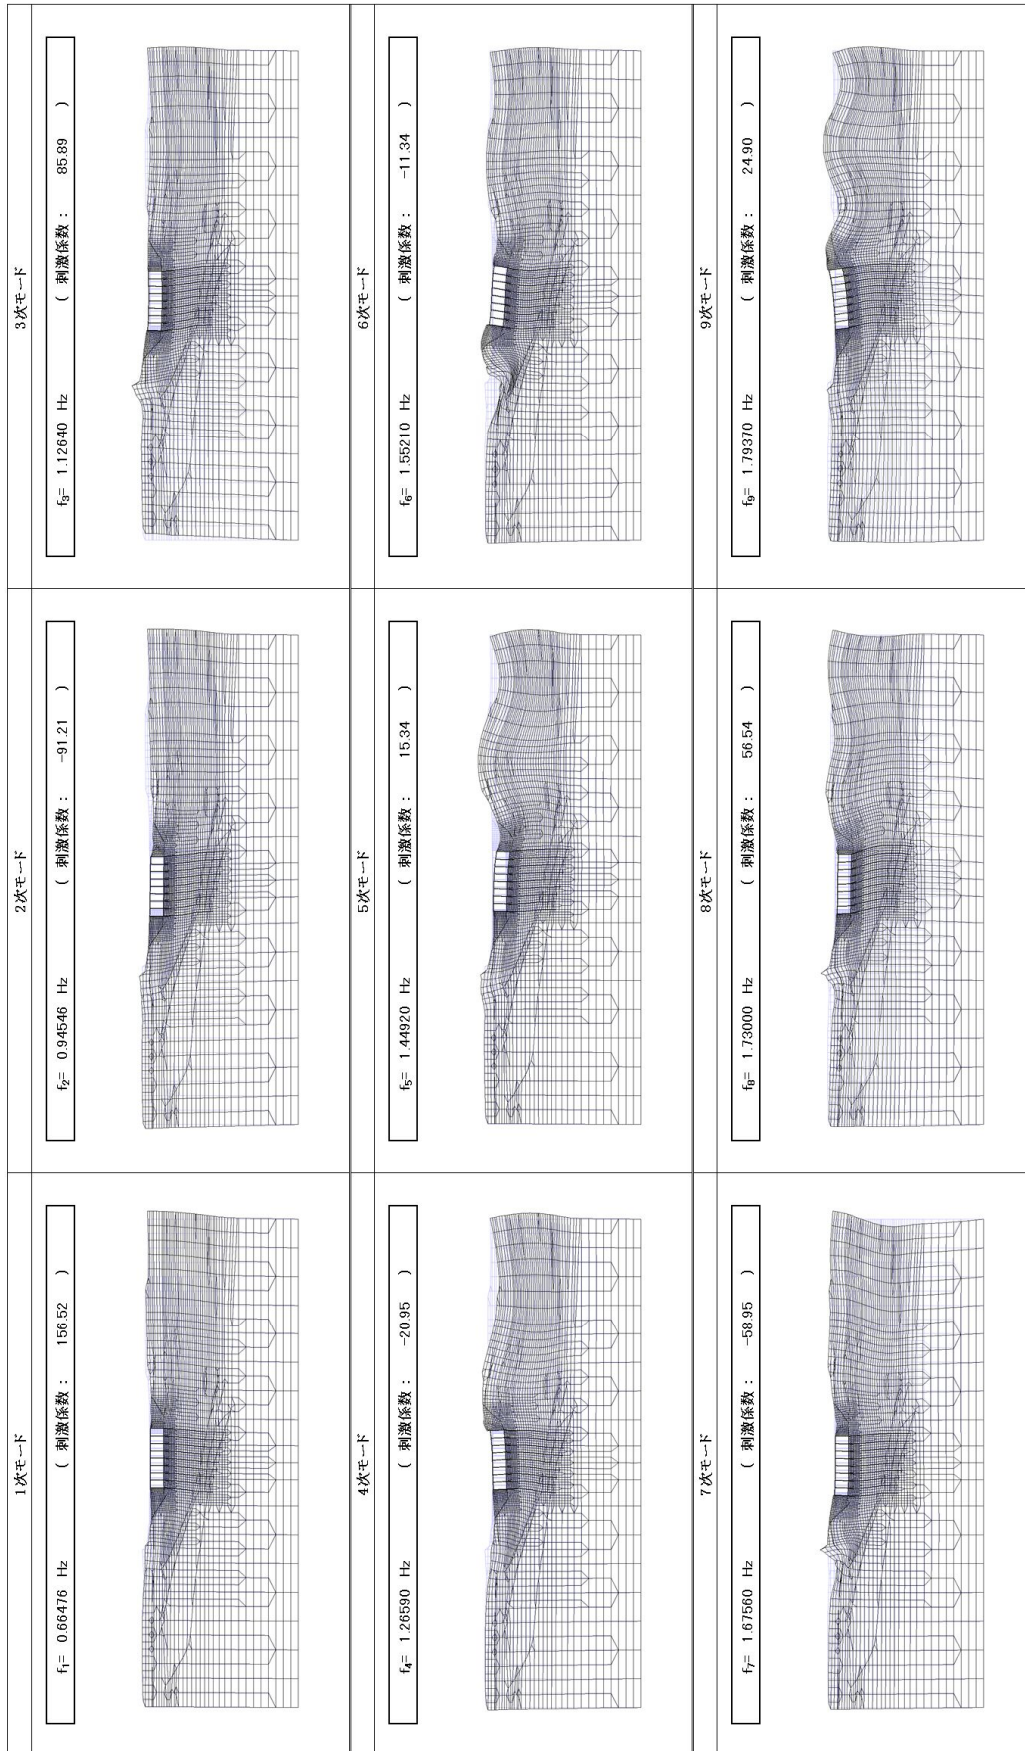 1次モード
f₁= 0.66476 Hz ( 刺激係数 : 156.52 )
2次モード
f₂= 0.94546 Hz ( 刺激係数 : -91.21 )
3次モード
f₃= 1.12640 Hz ( 刺激係数 : 85.89 )
4次モード
f₄= 1.26590 Hz ( 刺激係数 : -20.95 )
5次モード
f₅= 1.44920 Hz ( 刺激係数 : 15.34 )
6次モード
f₆= 1.55210 Hz ( 刺激係数 : -11.34 )
7次モード
f₇= 1.67560 Hz ( 刺激係数 : -58.95 )
8次モード
f₈= 1.73000 Hz ( 刺激係数 : 56.54 )
9次モード
f₉= 1.79370 Hz ( 刺激係数 : 24.90 )